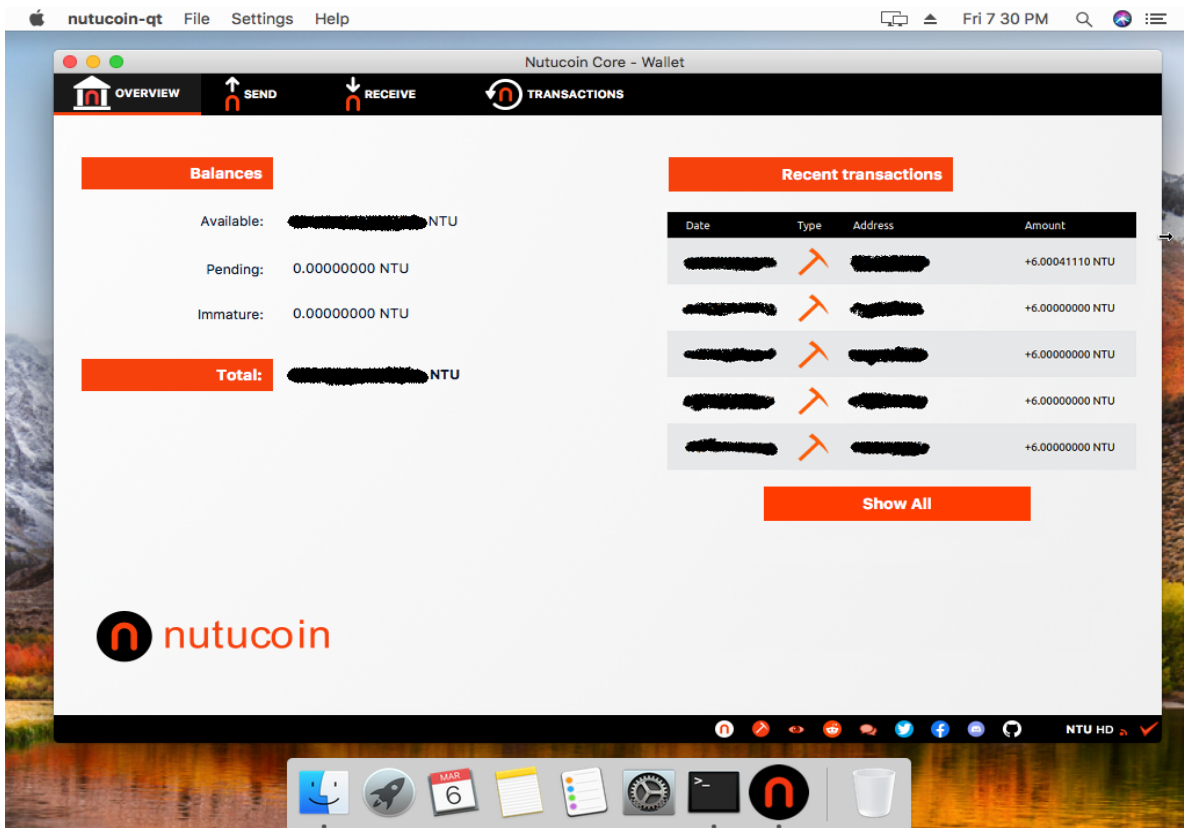 nutucoin-qt File Settings Help Fri 7 30 PM
Nutucoin Core - Wallet
OVERVIEW SEND RECEIVE TRANSACTIONS
Balances
Available: NTU
Pending: 0.00000000 NTU
Immature: 0.00000000 NTU
Total: NTU
Recent transactions
Date Type Address Amount
+6.00041110 NTU
+6.00000000 NTU
+6.00000000 NTU
+6.00000000 NTU
+6.00000000 NTU
Show All
nutucoin
NTU HD
MAR
6
>_